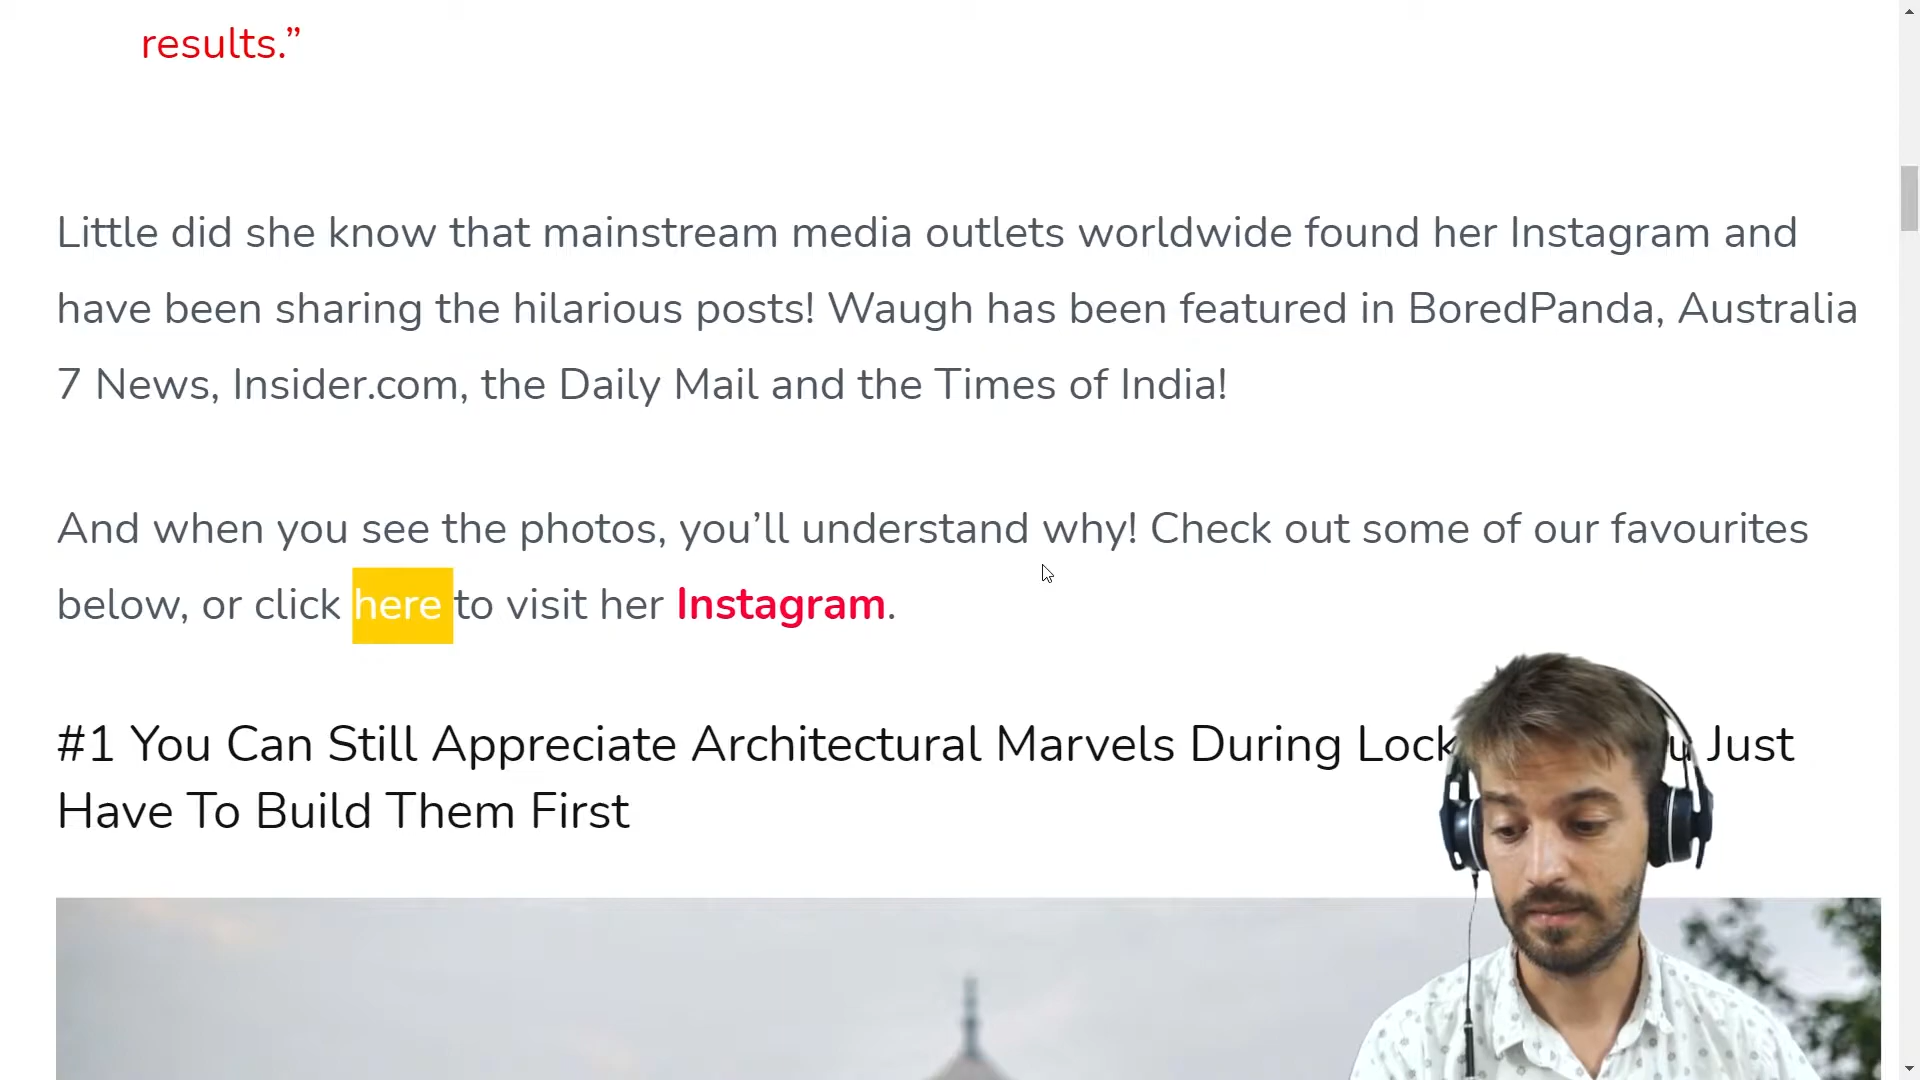 results.”
Little did she know that mainstream media outlets worldwide found her Instagram and
have been sharing the hilarious posts! Waugh has been featured in BoredPanda, Australia
7 News, Insider.com, the Daily Mail and the Times of India!
And when you see the photos, you’ll understand why! Check out some of our favourites
below, or click here to visit her Instagram.
#1 You Can Still Appreciate Architectural Marvels During Just
Have To Build Them First